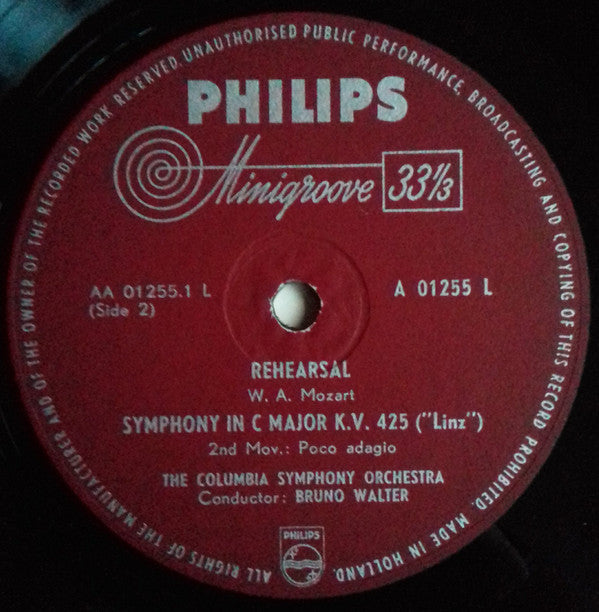 ALL RIGHTS OF THE MANUFACTURER AND OF THE OWNER OF THE RECORDED WORK RESERVED. UNAUTHORISED PUBLIC PERFORMANCE, BROADCASTING AND COPYING OF THIS RECORD PROHIBITED. MADE IN HOLLAND.
PHILIPS
Minigroove 33 1/3
AA 01255.1 L
(Side 2)
A 01255 L
REHEARSAL
W. A. Mozart
SYMPHONY IN C MAJOR K.V. 425 ("Linz")
2nd Mov.: Poco adagio
THE COLUMBIA SYMPHONY ORCHESTRA
Conductor: BRUNO WALTER
PHILIPS